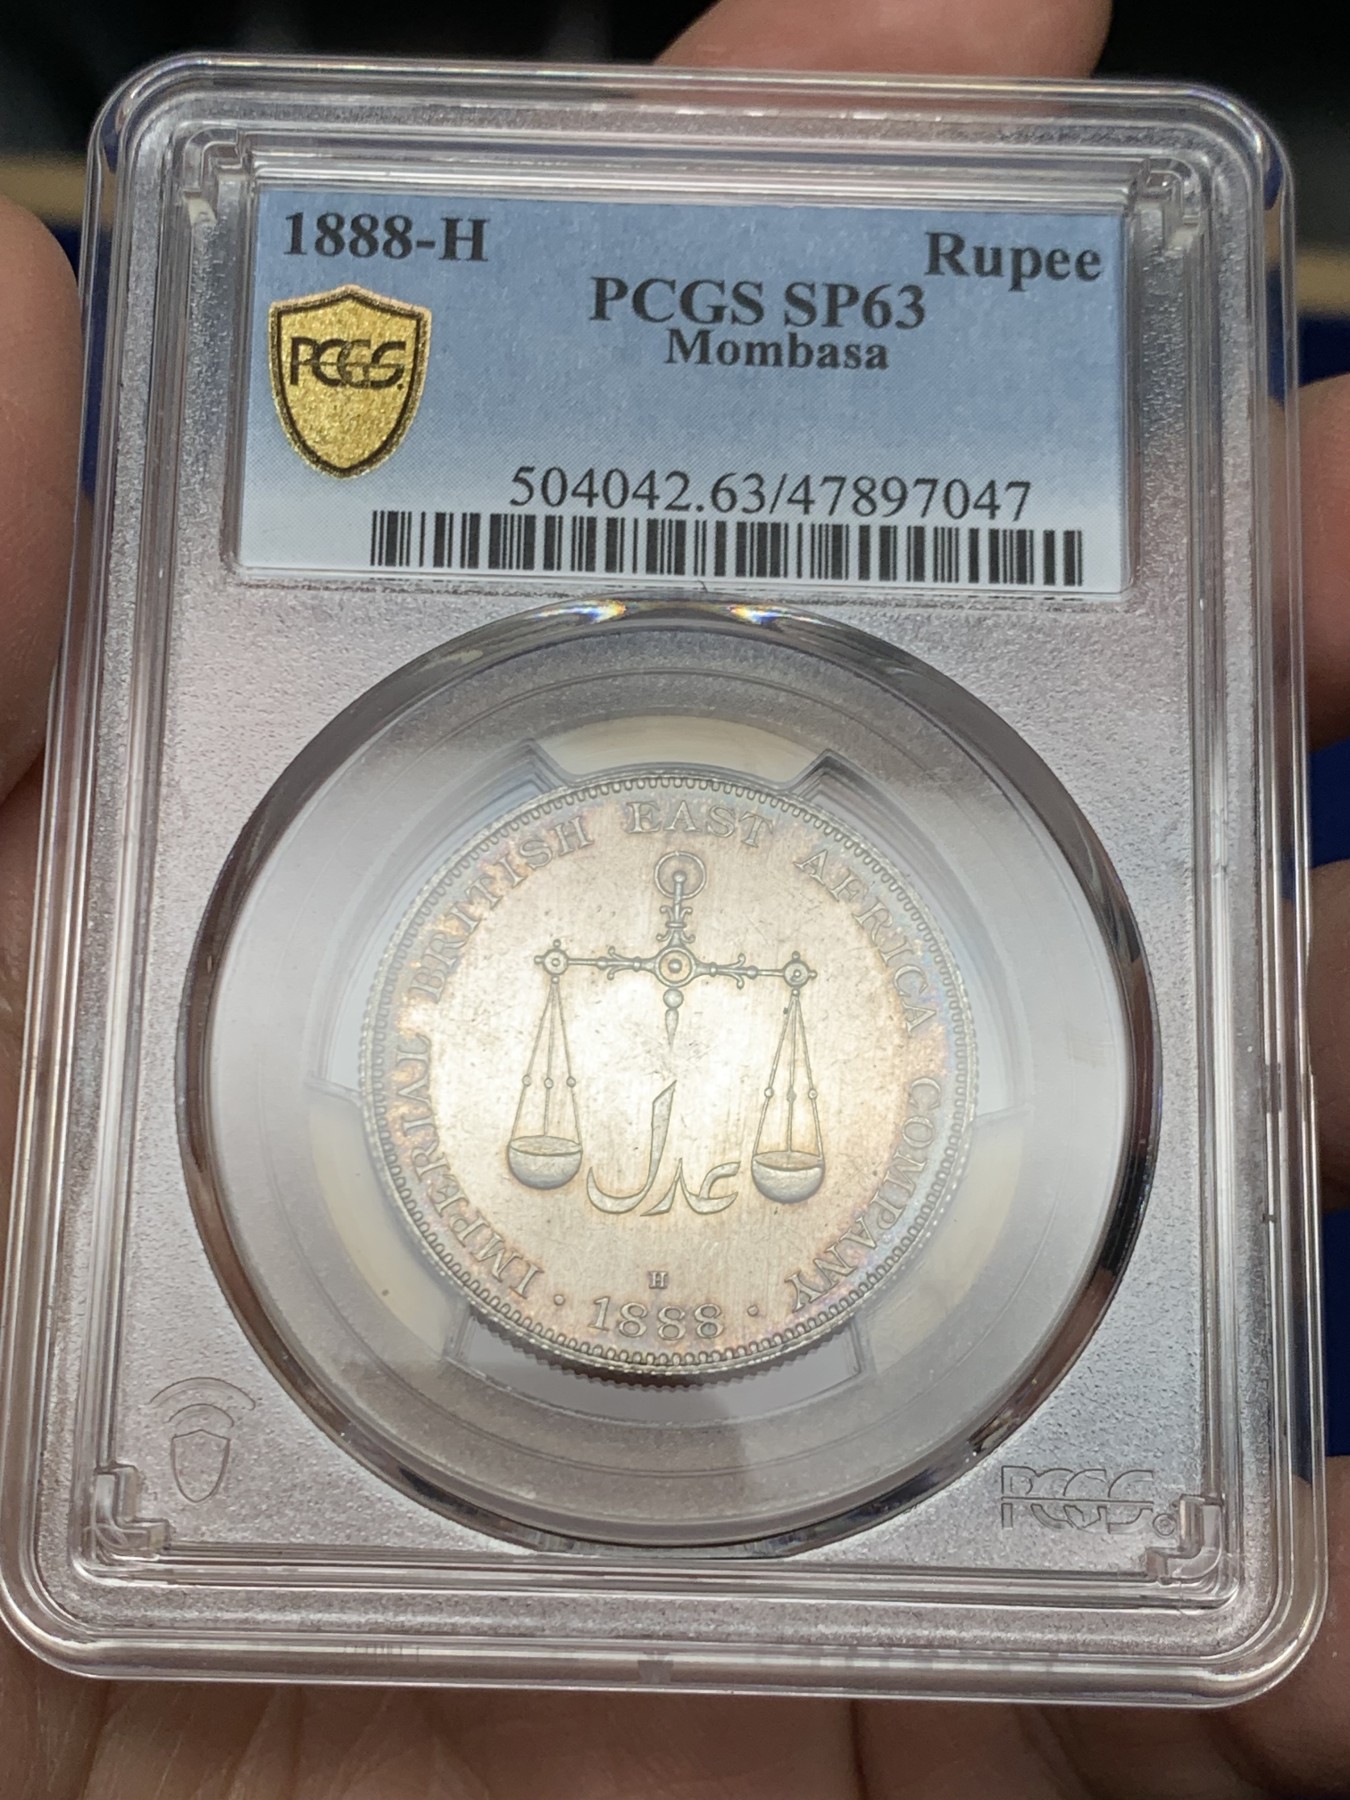 1888-H
Rupee
PCGS SP63
Mombasa
PCGS
504042.63/47897047
IMPERIAL BRITISH EAST AFRICA COMPANY
عدل
H
· 1888 ·
PCGS